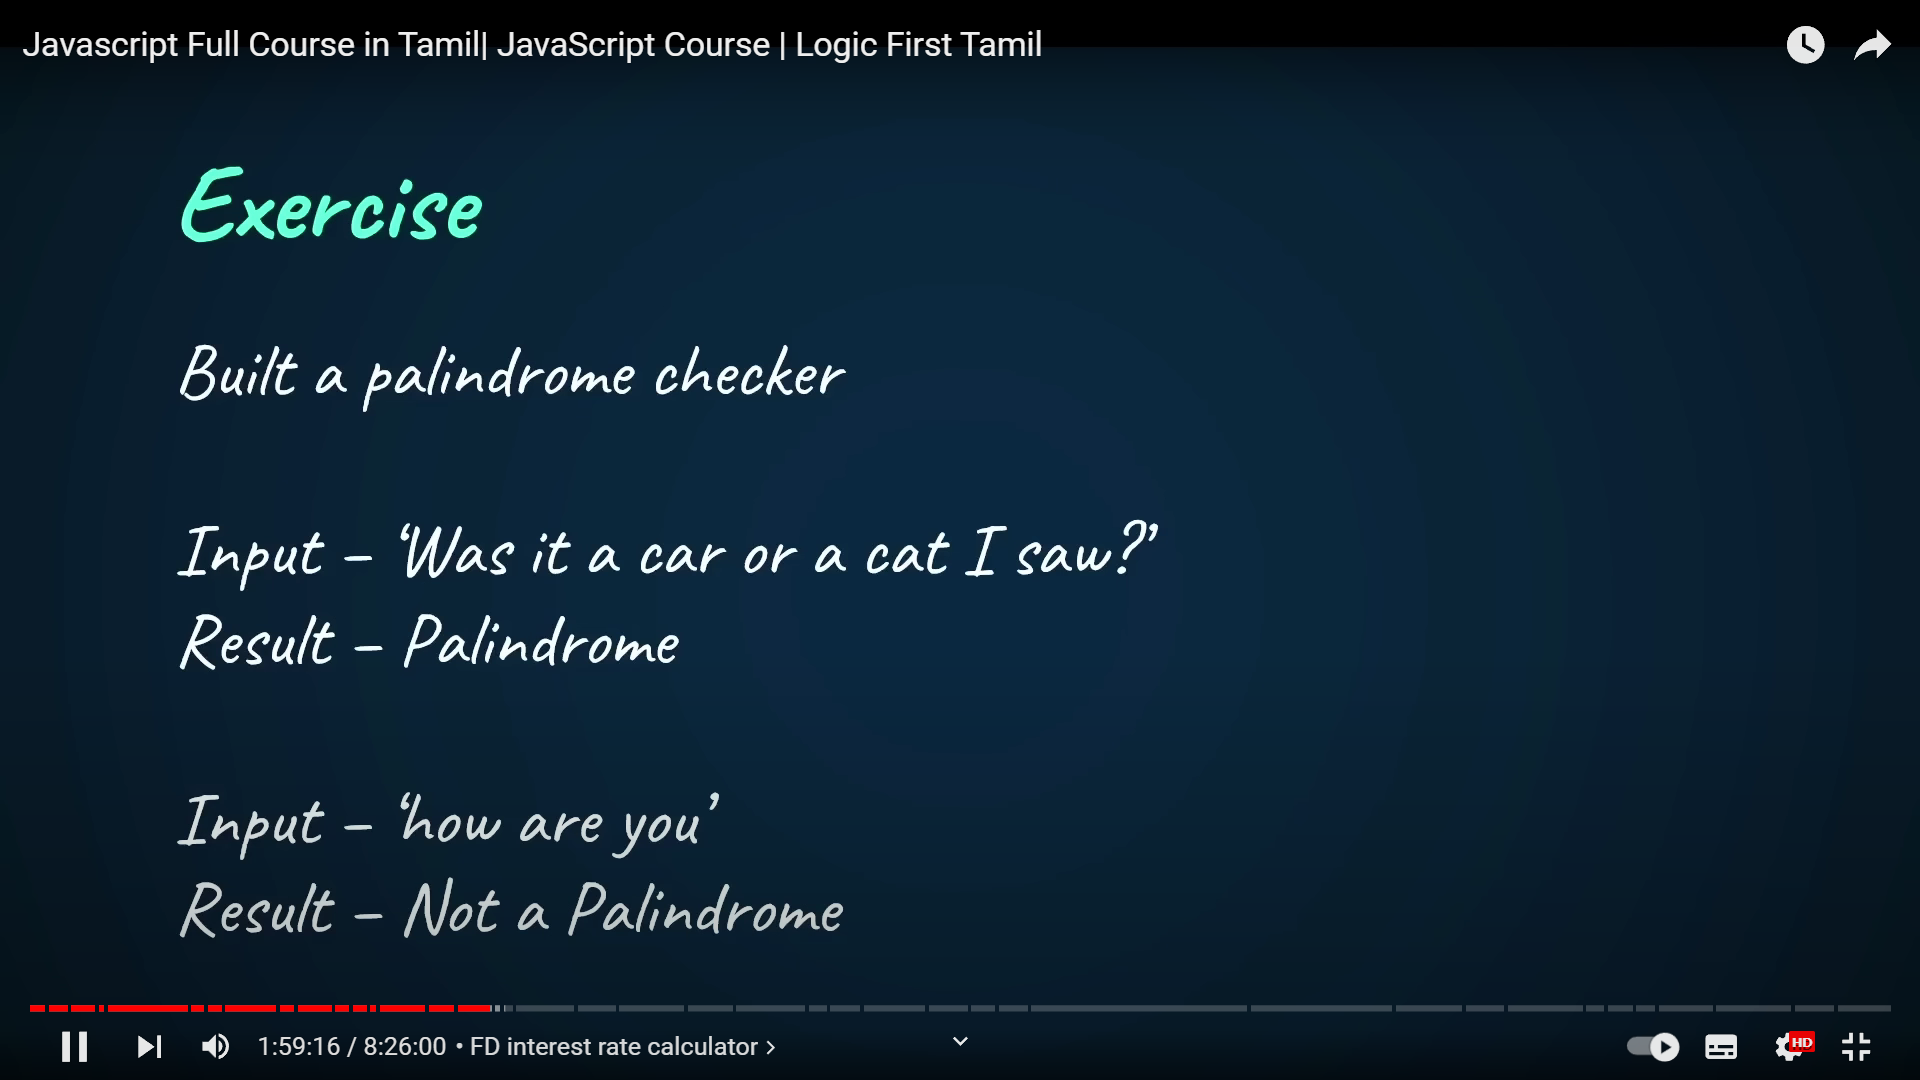 Javascript Full Course in Tamil| JavaScript Course | Logic First Tamil
Exercise
Built a palindrome checker
Input – ‘Was it a car or a cat I saw?’
Result – Palindrome
Input – ‘how are you’
Result – Not a Palindrome
1:59:16 / 8:26:00 • FD interest rate calculator >
HD